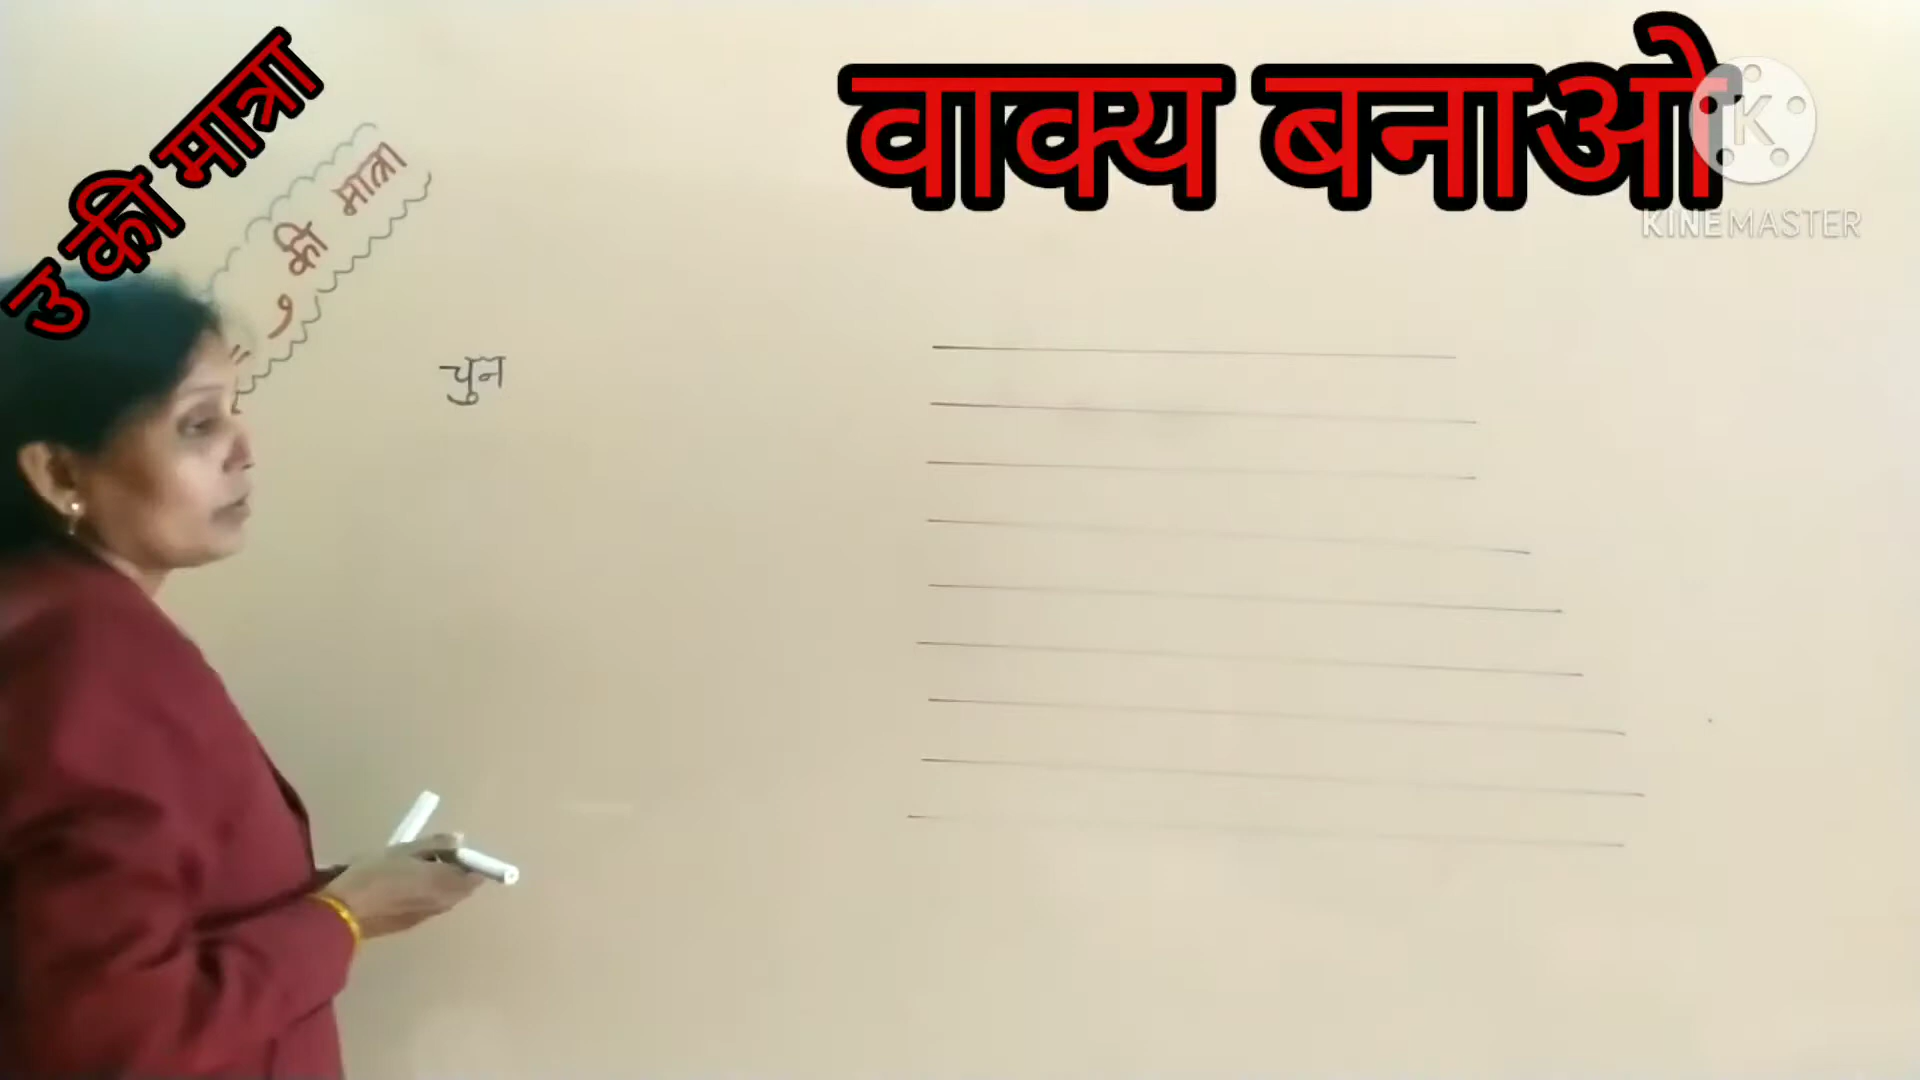 उ की मात्रा
वाक्य बनाओ
K
KINEMASTER
ु की मात्रा
चुन